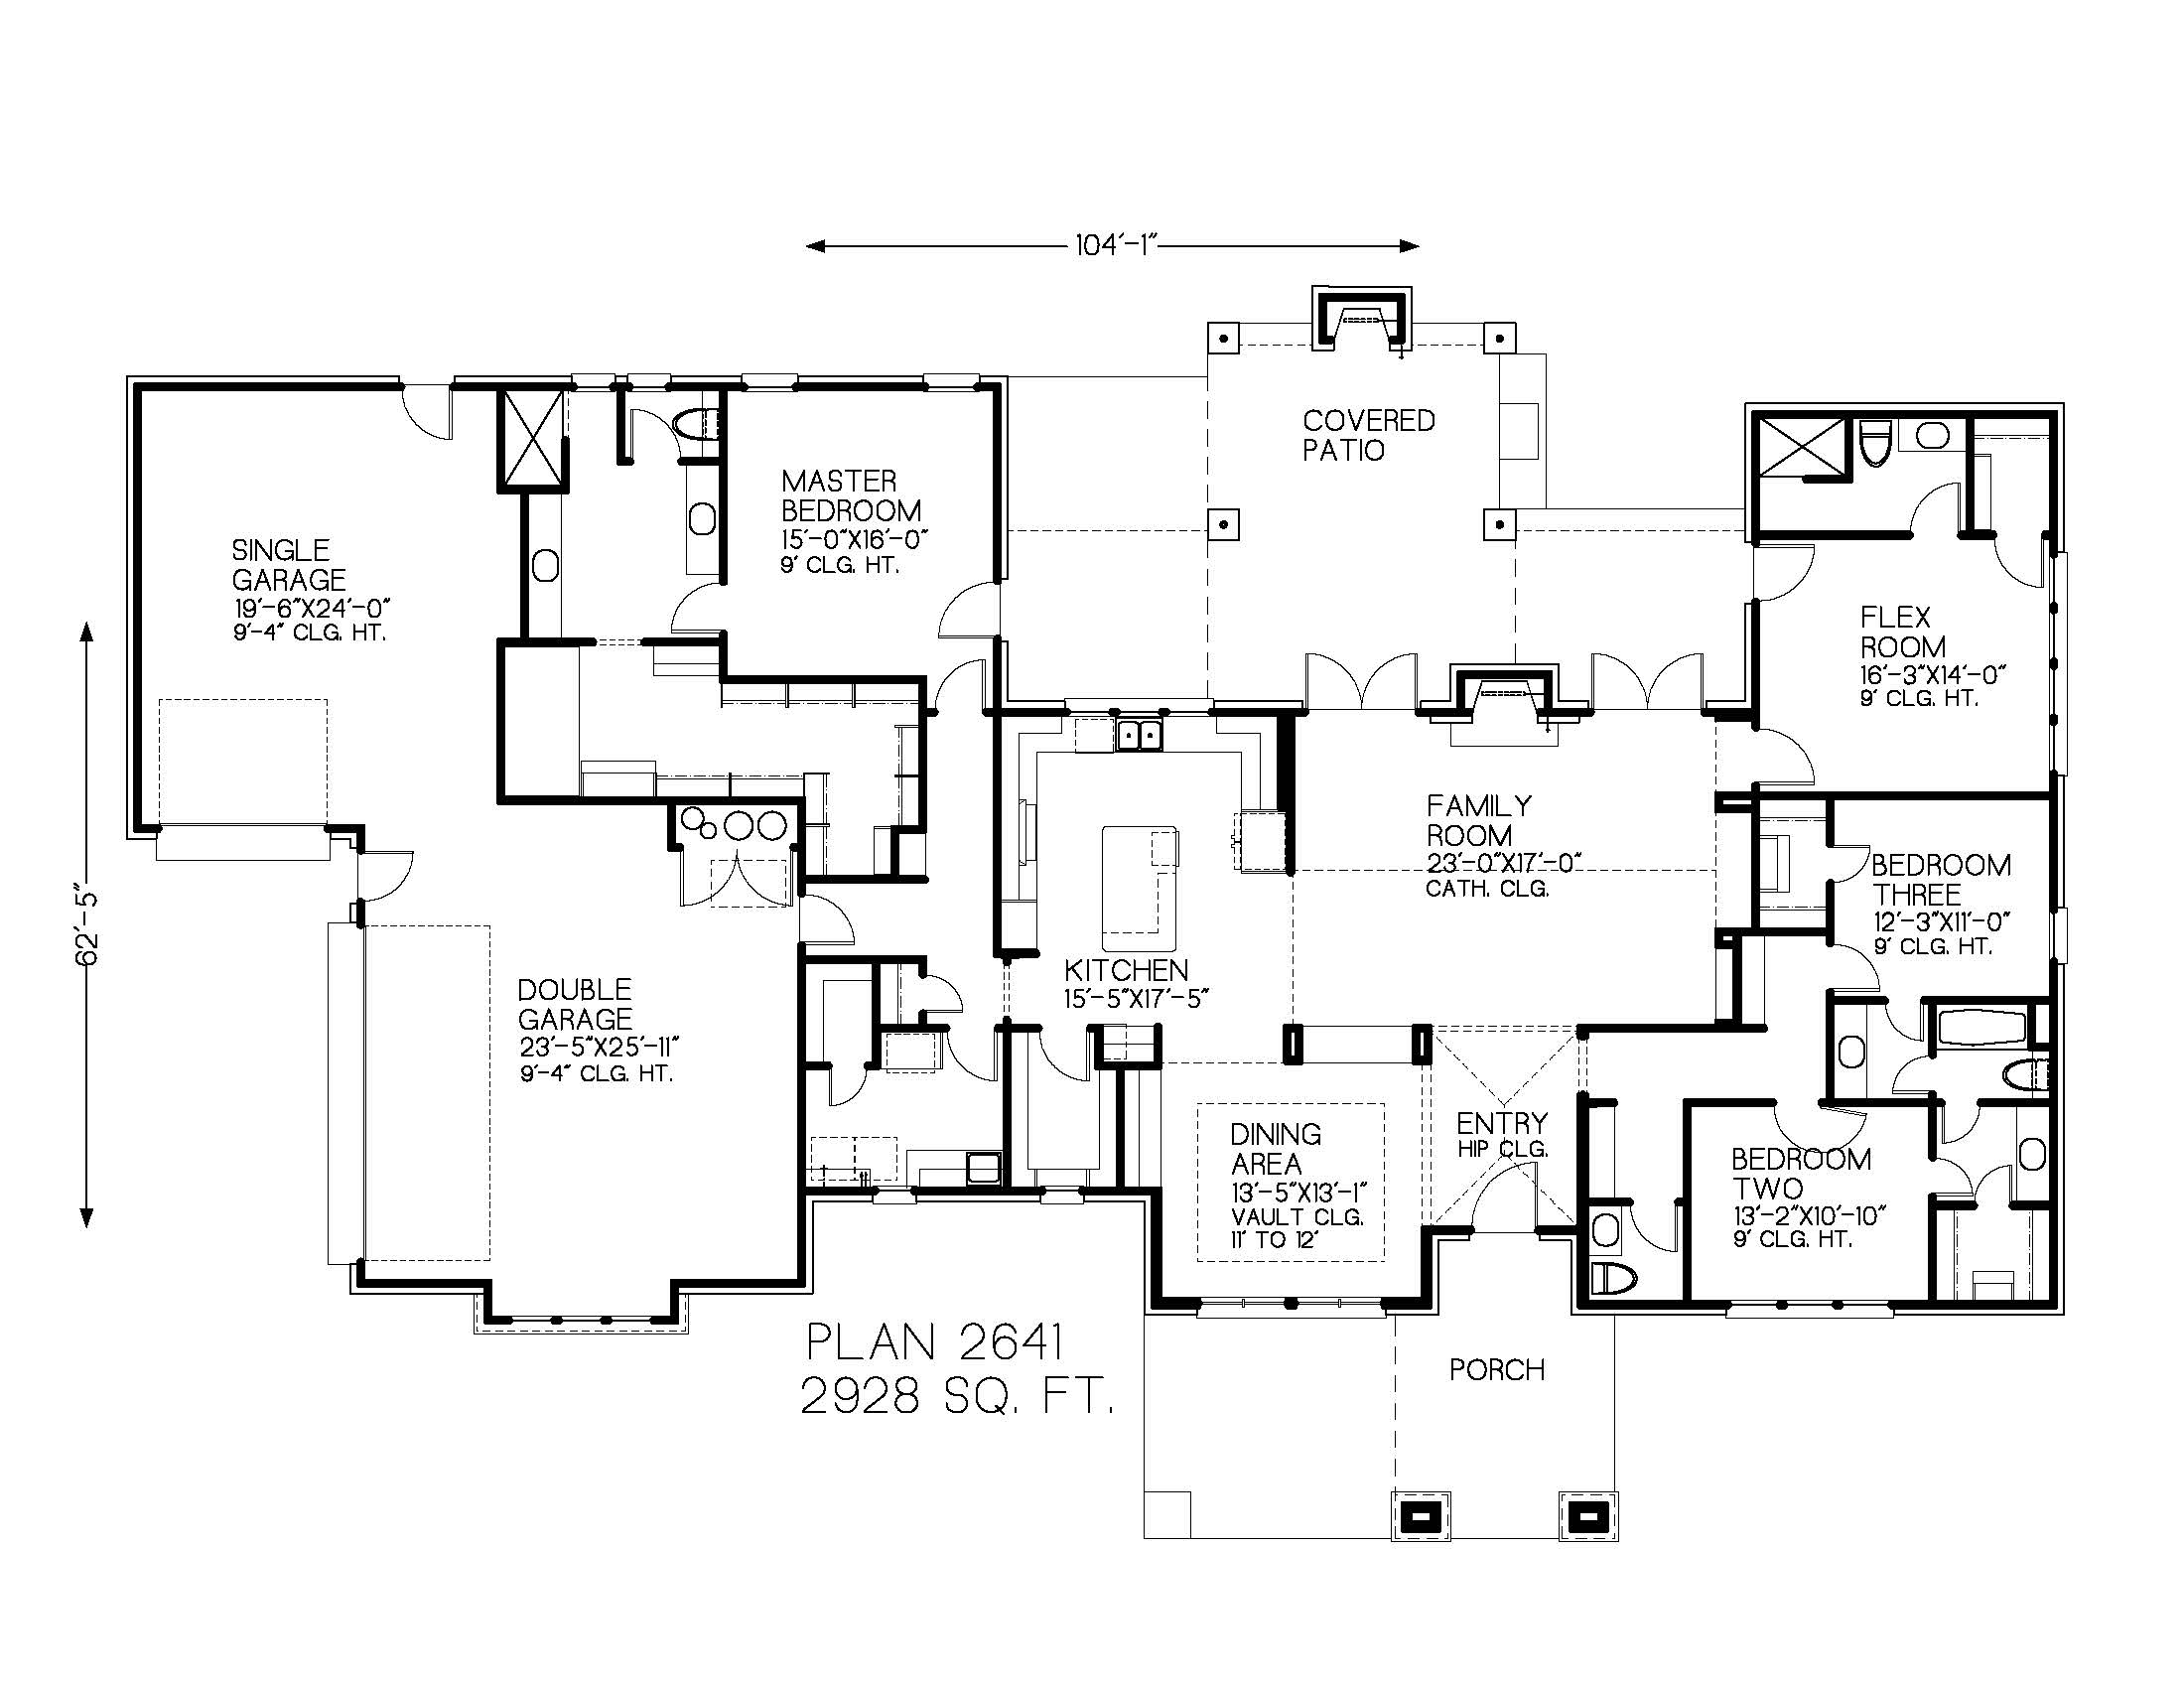 104'-1"
COVERED
PATIO
MASTER
BEDROOM
15'-0"X16'-0"
9' CLG. HT.
SINGLE
GARAGE
19'-6"X24'-0"
9'-4" CLG. HT.
FLEX
ROOM
16'-3"X14'-0"
9' CLG. HT.
FAMILY
ROOM
23'-0"X17'-0"
CATH. CLG.
BEDROOM
THREE
12'-3"X11'-0"
9' CLG. HT.
62'-5"
KITCHEN
15'-5"X17'-5"
DOUBLE
GARAGE
23'-5"X25'-11"
9'-4" CLG. HT.
ENTRY
HIP CLG.
DINING
AREA
13'-5"X13'-1"
VAULT CLG.
11' TO 12'
BEDROOM
TWO
13'-2"X10'-10"
9' CLG. HT.
PLAN 2641
2928 SQ. FT.
PORCH